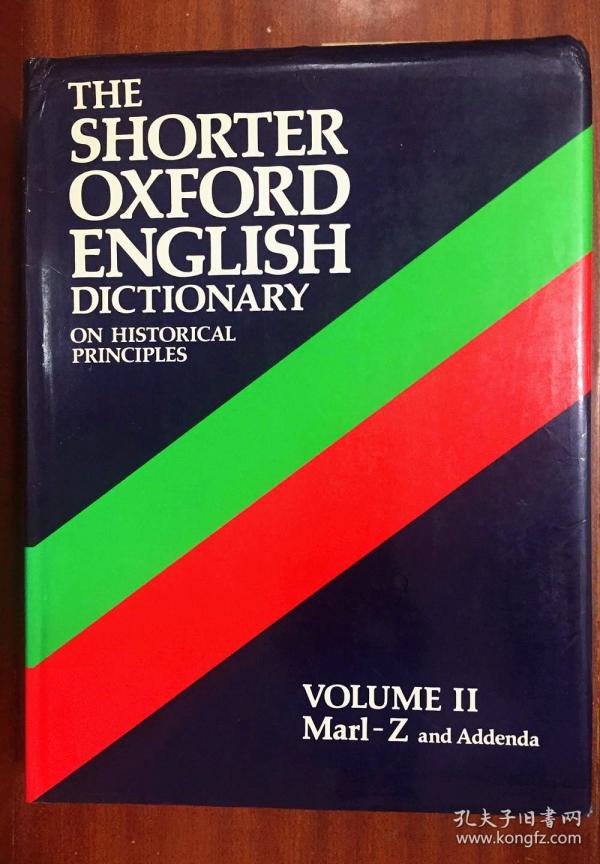 THE
SHORTER
OXFORD
ENGLISH
DICTIONARY
ON HISTORICAL
PRINCIPLES
VOLUME II
Marl-Z and Addenda
孔夫子旧書网
www.kongfz.com